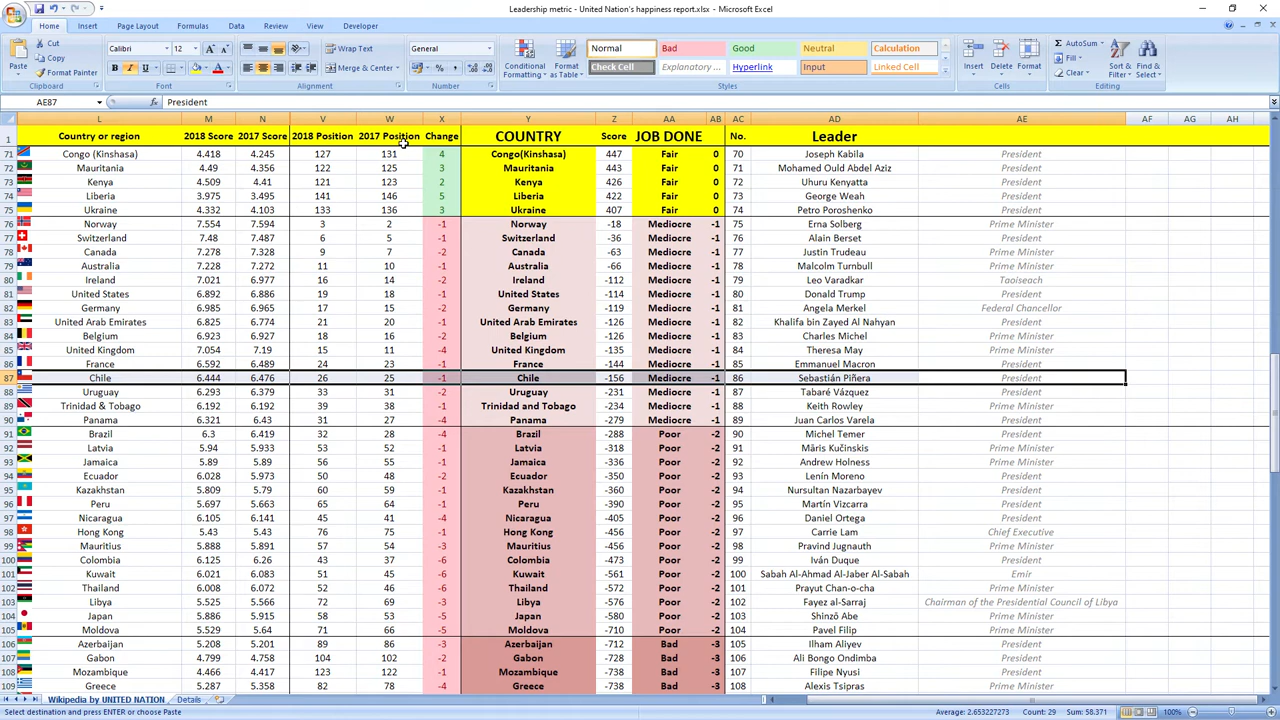 Leadership metric - United Nation's happiness report.xlsx - Microsoft Excel
Home Insert Page Layout Formulas Data Review View Developer
Paste Cut Copy Format Painter Clipboard
Calibri 12 B I U Font
Wrap Text Merge & Center Alignment
General % , Number
Conditional Formatting Format as Table
Normal Bad Good Neutral Calculation
Check Cell Explanatory ... Hyperlink Input Linked Cell
Styles
Insert Delete Format Cells
AutoSum Fill Clear Sort & Filter Find & Select Editing
AE87 fx President
L M N V W X Y Z AA AB AC AD AE AF AG AH
1 Country or region 2018 Score 2017 Score 2018 Position 2017 Position Change COUNTRY Score JOB DONE No. Leader
71 Congo (Kinshasa) 4.418 4.245 127 131 4 Congo(Kinshasa) 447 Fair 0 70 Joseph Kabila President
72 Mauritania 4.49 4.356 122 125 3 Mauritania 443 Fair 0 71 Mohamed Ould Abdel Aziz President
73 Kenya 4.509 4.41 121 123 2 Kenya 426 Fair 0 72 Uhuru Kenyatta President
74 Liberia 3.975 3.495 141 146 5 Liberia 422 Fair 0 73 George Weah President
75 Ukraine 4.332 4.103 133 136 3 Ukraine 407 Fair 0 74 Petro Poroshenko President
76 Norway 7.554 7.594 3 2 -1 Norway -18 Mediocre -1 75 Erna Solberg Prime Minister
77 Switzerland 7.48 7.487 6 5 -1 Switzerland -36 Mediocre -1 76 Alain Berset President
78 Canada 7.278 7.328 9 7 -2 Canada -63 Mediocre -1 77 Justin Trudeau Prime Minister
79 Australia 7.228 7.272 11 10 -1 Australia -66 Mediocre -1 78 Malcolm Turnbull Prime Minister
80 Ireland 7.021 6.977 16 14 -2 Ireland -112 Mediocre -1 79 Leo Varadkar Taoiseach
81 United States 6.892 6.886 19 18 -1 United States -114 Mediocre -1 80 Donald Trump President
82 Germany 6.985 6.965 17 15 -2 Germany -119 Mediocre -1 81 Angela Merkel Federal Chancellor
83 United Arab Emirates 6.825 6.774 21 20 -1 United Arab Emirates -126 Mediocre -1 82 Khalifa bin Zayed Al Nahyan President
84 Belgium 6.923 6.927 18 16 -2 Belgium -126 Mediocre -1 83 Charles Michel Prime Minister
85 United Kingdom 7.054 7.19 15 11 -4 United Kingdom -135 Mediocre -1 84 Theresa May Prime Minister
86 France 6.592 6.489 24 23 -1 France -144 Mediocre -1 85 Emmanuel Macron President
87 Chile 6.444 6.476 26 25 -1 Chile -156 Mediocre -1 86 Sebastián Piñera President
88 Uruguay 6.293 6.379 33 31 -2 Uruguay -231 Mediocre -1 87 Tabaré Vázquez President
89 Trinidad & Tobago 6.192 6.192 39 38 -1 Trinidad and Tobago -234 Mediocre -1 88 Keith Rowley Prime Minister
90 Panama 6.321 6.43 31 27 -4 Panama -279 Mediocre -1 89 Juan Carlos Varela President
91 Brazil 6.3 6.419 32 28 -4 Brazil -288 Poor -2 90 Michel Temer President
92 Latvia 5.94 5.933 53 52 -1 Latvia -318 Poor -2 91 Māris Kučinskis Prime Minister
93 Jamaica 5.89 5.89 56 55 -1 Jamaica -336 Poor -2 92 Andrew Holness Prime Minister
94 Ecuador 6.028 5.973 50 48 -2 Ecuador -350 Poor -2 93 Lenín Moreno President
95 Kazakhstan 5.809 5.79 60 59 -1 Kazakhstan -360 Poor -2 94 Nursultan Nazarbayev President
96 Peru 5.697 5.663 65 64 -1 Peru -390 Poor -2 95 Martín Vizcarra President
97 Nicaragua 6.105 6.141 45 41 -4 Nicaragua -405 Poor -2 96 Daniel Ortega President
98 Hong Kong 5.43 5.43 76 75 -1 Hong Kong -456 Poor -2 97 Carrie Lam Chief Executive
99 Mauritius 5.888 5.891 57 54 -3 Mauritius -456 Poor -2 98 Pravind Jugnauth Prime Minister
100 Colombia 6.125 6.26 43 37 -6 Colombia -473 Poor -2 99 Iván Duque President
101 Kuwait 6.021 6.083 51 45 -6 Kuwait -561 Poor -2 100 Sabah Al-Ahmad Al-Jaber Al-Sabah Emir
102 Thailand 6.008 6.072 52 46 -6 Thailand -572 Poor -2 101 Prayut Chan-o-cha Prime Minister
103 Libya 5.525 5.566 72 69 -3 Libya -576 Poor -2 102 Fayez al-Sarraj Chairman of the Presidential Council of Libya
104 Japan 5.886 5.915 58 53 -5 Japan -580 Poor -2 103 Shinzō Abe Prime Minister
105 Moldova 5.529 5.64 71 66 -5 Moldova -710 Poor -2 104 Pavel Filip Prime Minister
106 Azerbaijan 5.208 5.201 89 86 -3 Azerbaijan -712 Bad -3 105 Ilham Aliyev President
107 Gabon 4.799 4.758 104 102 -2 Gabon -738 Bad -3 106 Ali Bongo Ondimba President
108 Mozambique 4.466 4.417 123 122 -1 Mozambique -738 Bad -3 107 Filipe Nyusi President
109 Greece 5.287 5.358 82 78 -4 Greece -738 Bad -3 108 Alexis Tsipras Prime Minister
Wikipedia by UNITED NATION Details
Select destination and press ENTER or choose Paste Average: 2.653227273 Count: 29 Sum: 58.371 100%